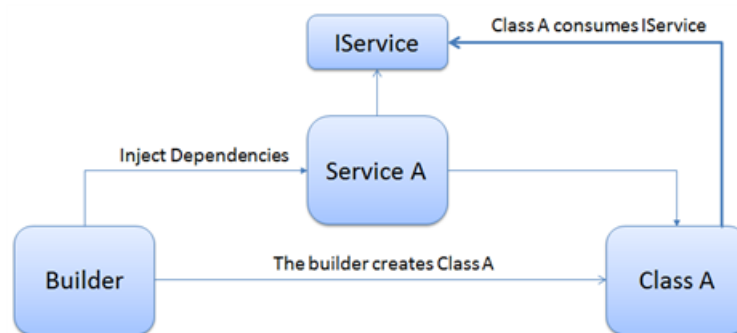 IService
Class A consumes IService
Inject Dependencies
Service A
Builder
The builder creates Class A
Class A